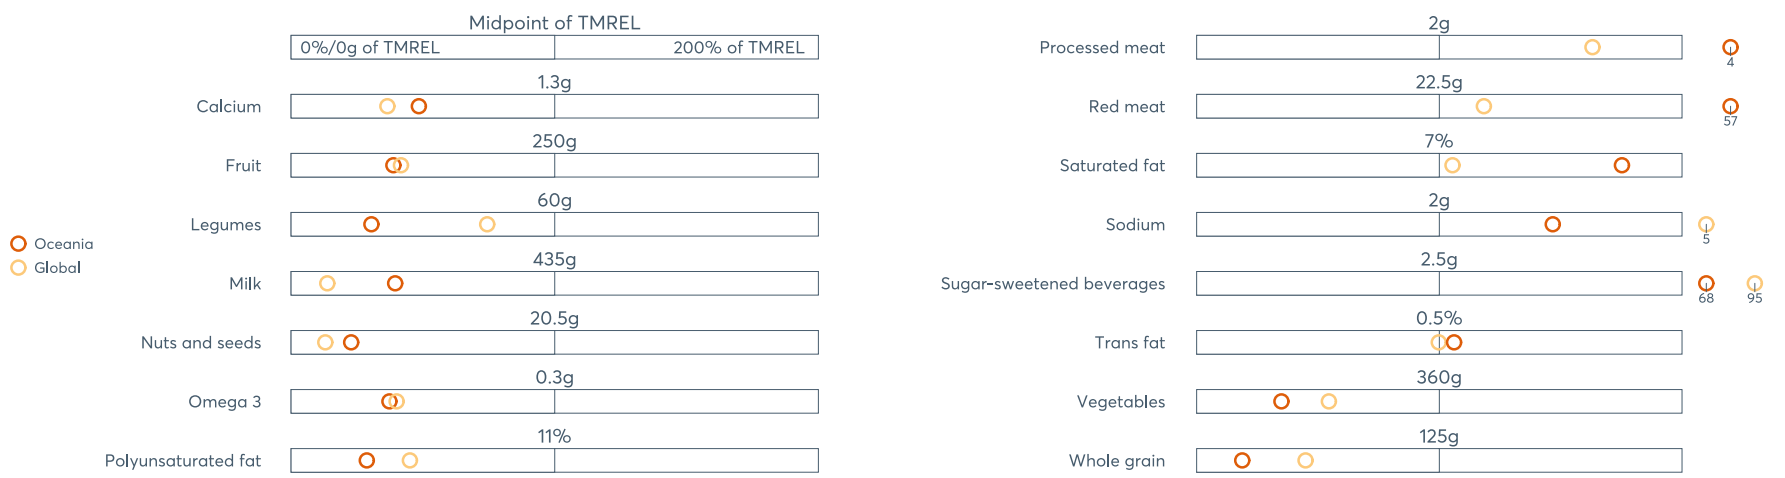 Midpoint of TMREL
0%/0g of TMREL 200% of TMREL
Calcium 1.3g
Fruit 250g
Legumes 60g
Milk 435g
Nuts and seeds 20.5g
Omega 3 0.3g
Polyunsaturated fat 11%
Oceania
Global
Processed meat 2g 4
Red meat 22.5g 57
Saturated fat 7%
Sodium 2g 5
Sugar-sweetened beverages 2.5g 68 95
Trans fat 0.5%
Vegetables 360g
Whole grain 125g